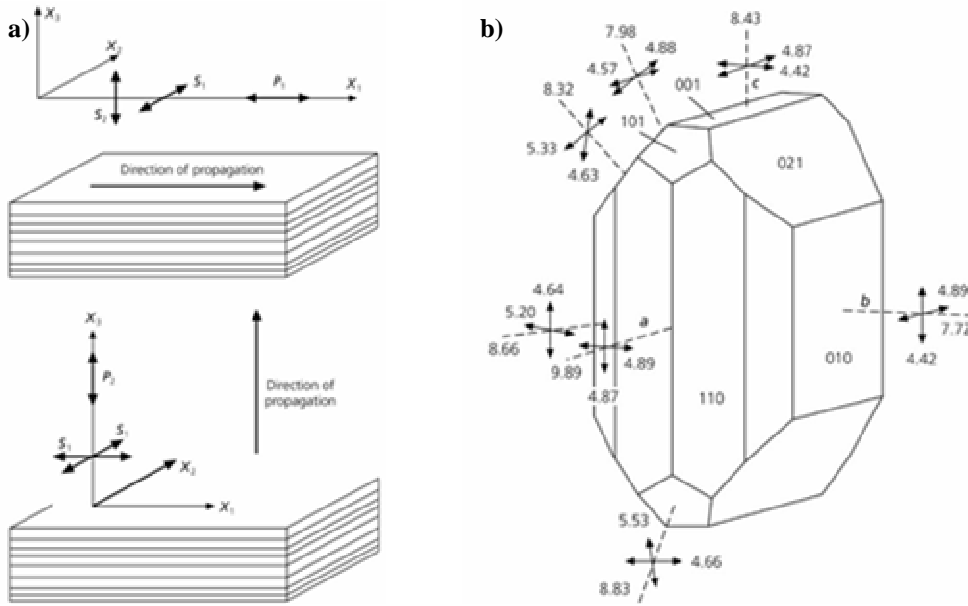 a)
X₃
X₂
S₁
P₁
X₁
S₂
Direction of propagation
X₃
P₂
Direction of
propagation
S₁
S₁
X₂
X₁
b)
8.43
7.98
4.88
4.87
4.57
4.42
8.32
001
c
101
5.33
4.63
021
4.64
5.20
a
b
4.89
8.66
7.72
9.89
4.89
010
4.42
4.87
110
5.53
4.66
8.83